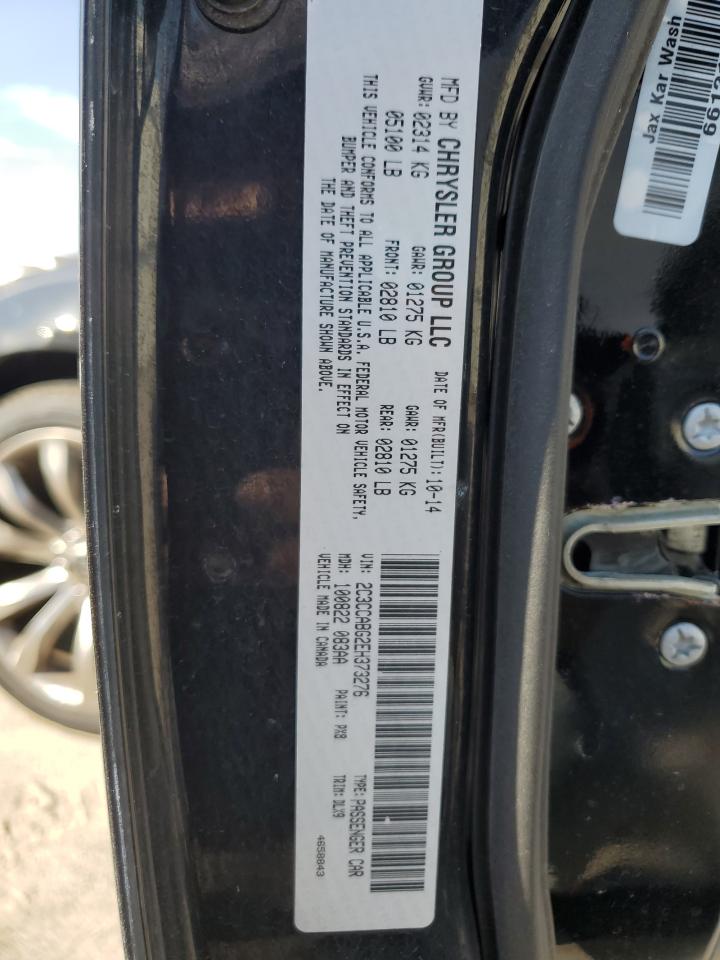 MFD BY CHRYSLER GROUP LLC DATE OF MFR(BUILT): 10-14
GVWR: 02314 KG GAWR: 01275 KG GAWR: 01275 KG
05100 LB FRONT: 02810 LB REAR: 02810 LB
THIS VEHICLE CONFORMS TO ALL APPLICABLE U.S.A. FEDERAL MOTOR VEHICLE SAFETY,
BUMPER AND THEFT PREVENTION STANDARDS IN EFFECT ON
THE DATE OF MANUFACTURE SHOWN ABOVE.
VIN: 2C3CCABG2EH373276 TYPE: PASSENGER CAR
MDH: 100822 083AA PAINT: PX8 TRIM: DLX9
VEHICLE MADE IN CANADA
4658843
Jax Kar Wash